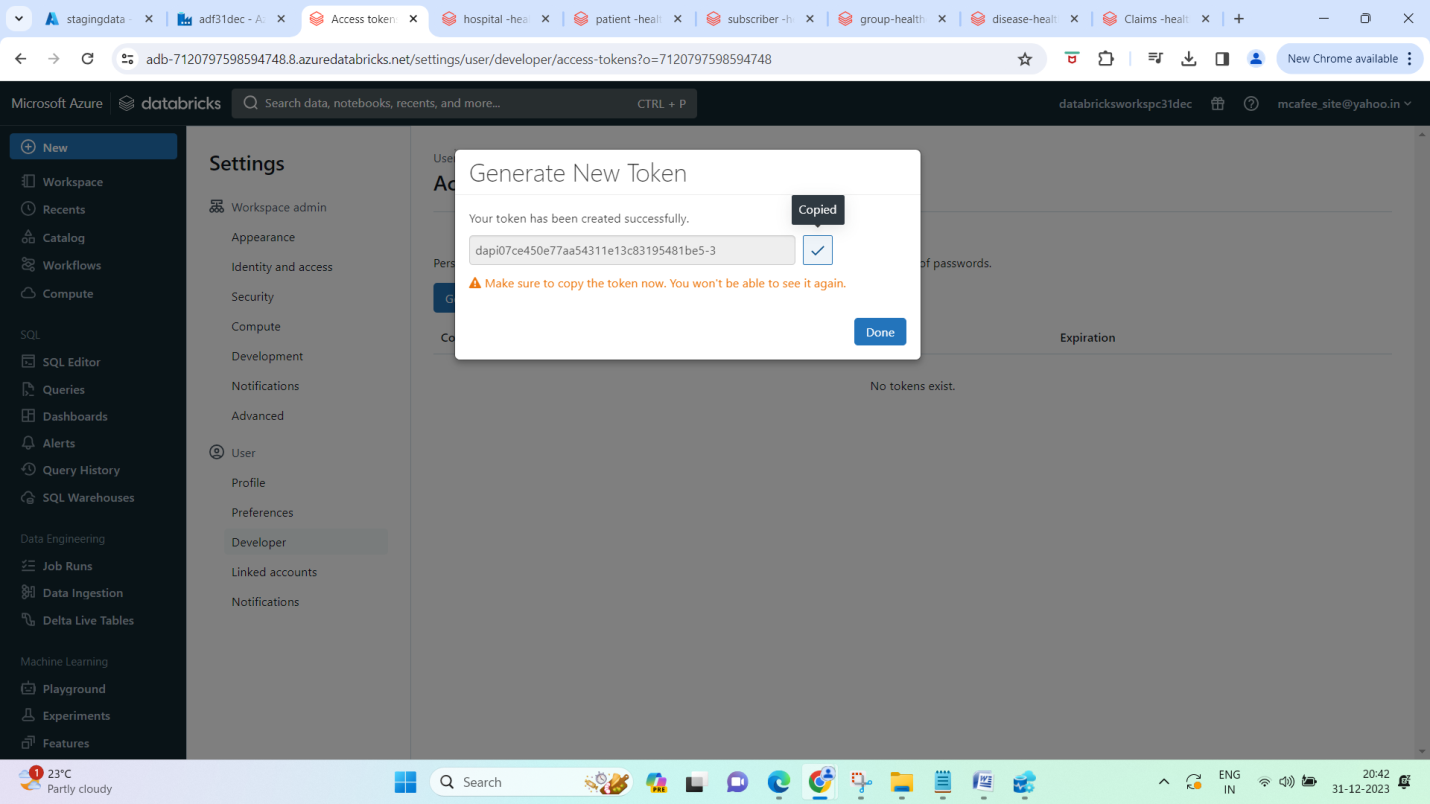 stagingdata -
adf31dec - A
Access token
hospital -hea
patient -healt
subscriber -h
group-health
disease-healt
Claims -healt
adb-7120797598594748.8.azuredatabricks.net/settings/user/developer/access-tokens?o=7120797598594748
New Chrome available
Microsoft Azure
databricks
Search data, notebooks, recents, and more...
CTRL + P
databricksworkspc31dec
mcafee_site@yahoo.in
New
Workspace
Recents
Catalog
Workflows
Compute
SQL
SQL Editor
Queries
Dashboards
Alerts
Query History
SQL Warehouses
Data Engineering
Job Runs
Data Ingestion
Delta Live Tables
Machine Learning
Playground
Experiments
Features
Settings
Workspace admin
Appearance
Identity and access
Security
Compute
Development
Notifications
Advanced
User
Profile
Preferences
Developer
Linked accounts
Notifications
Use
Ac
Generate New Token
Copied
Your token has been created successfully.
dapi07ce450e77aa54311e13c83195481be5-3
Make sure to copy the token now. You won't be able to see it again.
Done
Pers
of passwords.
G
Co
Expiration
No tokens exist.
1
23°C
Partly cloudy
Search
PRE
ENG
IN
20:42
31-12-2023